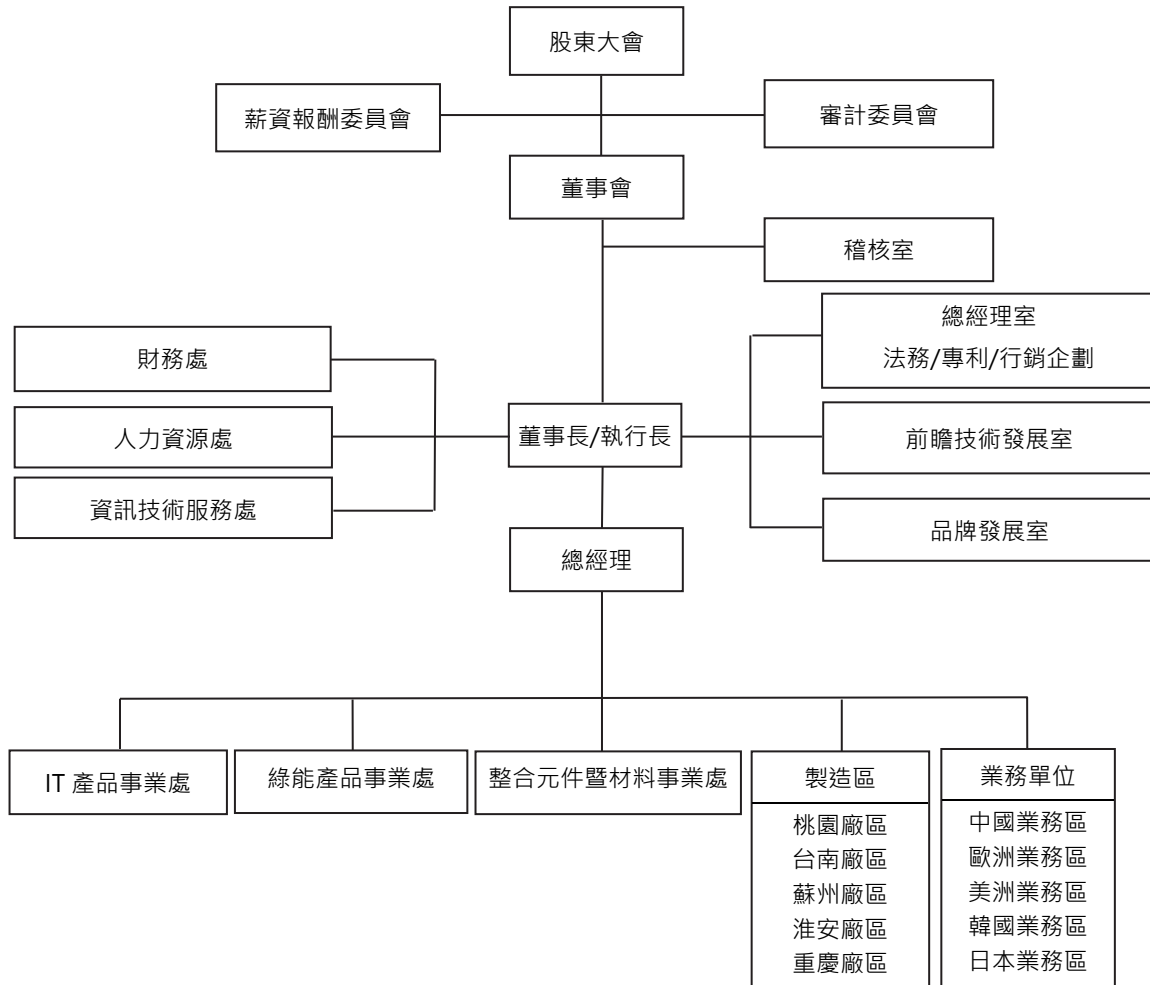 股東大會
薪資報酬委員會
審計委員會
董事會
稽核室
總經理室
法務/專利/行銷企劃
財務處
人力資源處
董事長/執行長
前瞻技術發展室
資訊技術服務處
品牌發展室
總經理
IT 產品事業處
綠能產品事業處
整合元件暨材料事業處
製造區
桃園廠區
台南廠區
蘇州廠區
淮安廠區
重慶廠區
業務單位
中國業務區
歐洲業務區
美洲業務區
韓國業務區
日本業務區